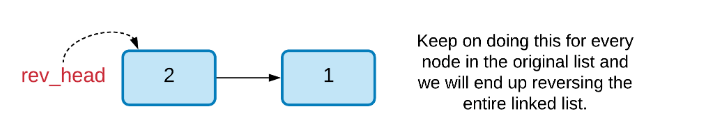 rev_head
2
1
Keep on doing this for every
node in the original list and
we will end up reversing the
entire linked list.